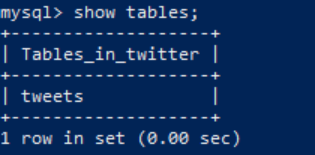 mysql> show tables;
+-------------------+
| Tables_in_twitter |
+-------------------+
| tweets            |
+-------------------+
1 row in set (0.00 sec)